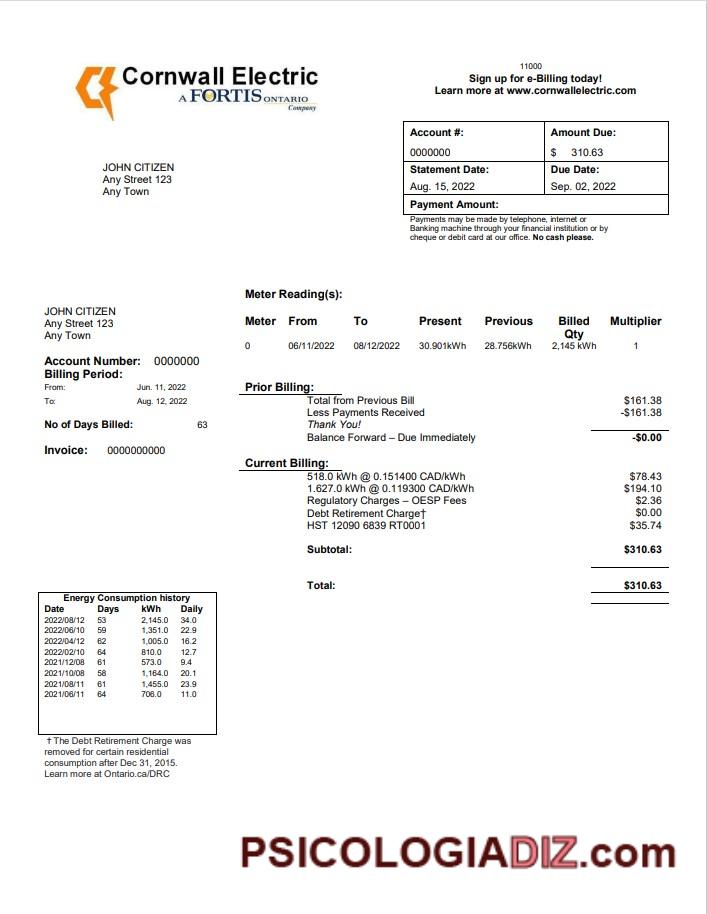 Cornwall Electric
A FORTIS ONTARIO
Company
11000
Sign up for e-Billing today!
Learn more at www.cornwallelectric.com
Account #: Amount Due:
0000000 $ 310.63
Statement Date: Due Date:
Aug. 15, 2022 Sep. 02, 2022
Payment Amount:
Payments may be made by telephone, internet or
Banking machine through your financial institution or by
cheque or debit card at our office. No cash please.
JOHN CITIZEN
Any Street 123
Any Town
JOHN CITIZEN
Any Street 123
Any Town
Account Number: 0000000
Billing Period:
From: Jun. 11, 2022
To: Aug. 12, 2022
No of Days Billed: 63
Invoice: 0000000000
Meter Reading(s):
Meter From To Present Previous Billed Qty Multiplier
0 06/11/2022 08/12/2022 30.901kWh 28.756kWh 2,145 kWh 1
Prior Billing:
Total from Previous Bill $161.38
Less Payments Received -$161.38
Thank You!
Balance Forward – Due Immediately -$0.00
Current Billing:
518.0 kWh @ 0.151400 CAD/kWh $78.43
1.627.0 kWh @ 0.119300 CAD/kWh $194.10
Regulatory Charges – OESP Fees $2.36
Debt Retirement Charge† $0.00
HST 12090 6839 RT0001 $35.74
Subtotal: $310.63
Total: $310.63
Energy Consumption history
Date Days kWh Daily
2022/08/12 53 2,145.0 34.0
2022/06/10 59 1,351.0 22.9
2022/04/12 62 1,005.0 16.2
2022/02/10 64 810.0 12.7
2021/12/08 61 573.0 9.4
2021/10/08 58 1,164.0 20.1
2021/08/11 61 1,455.0 23.9
2021/06/11 64 706.0 11.0
† The Debt Retirement Charge was
removed for certain residential
consumption after Dec 31, 2015.
Learn more at Ontario.ca/DRC
PSICOLOGIADIZ.com